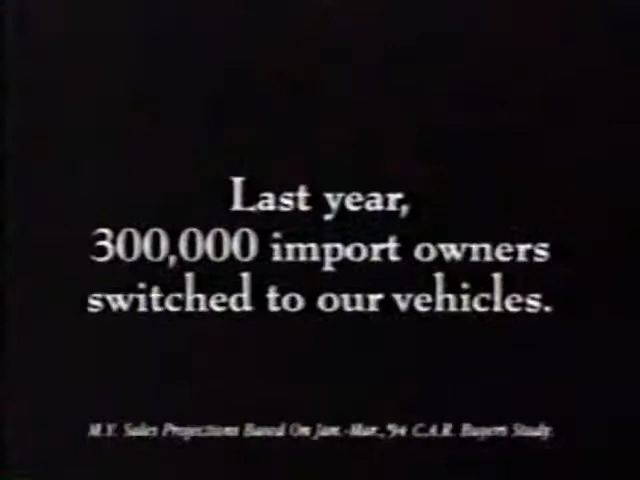 Last year,
300,000 import owners
switched to our vehicles.
M.Y. Sales Projections Based On Jan.-Mar., '94 C.A.R. Buyers Study.